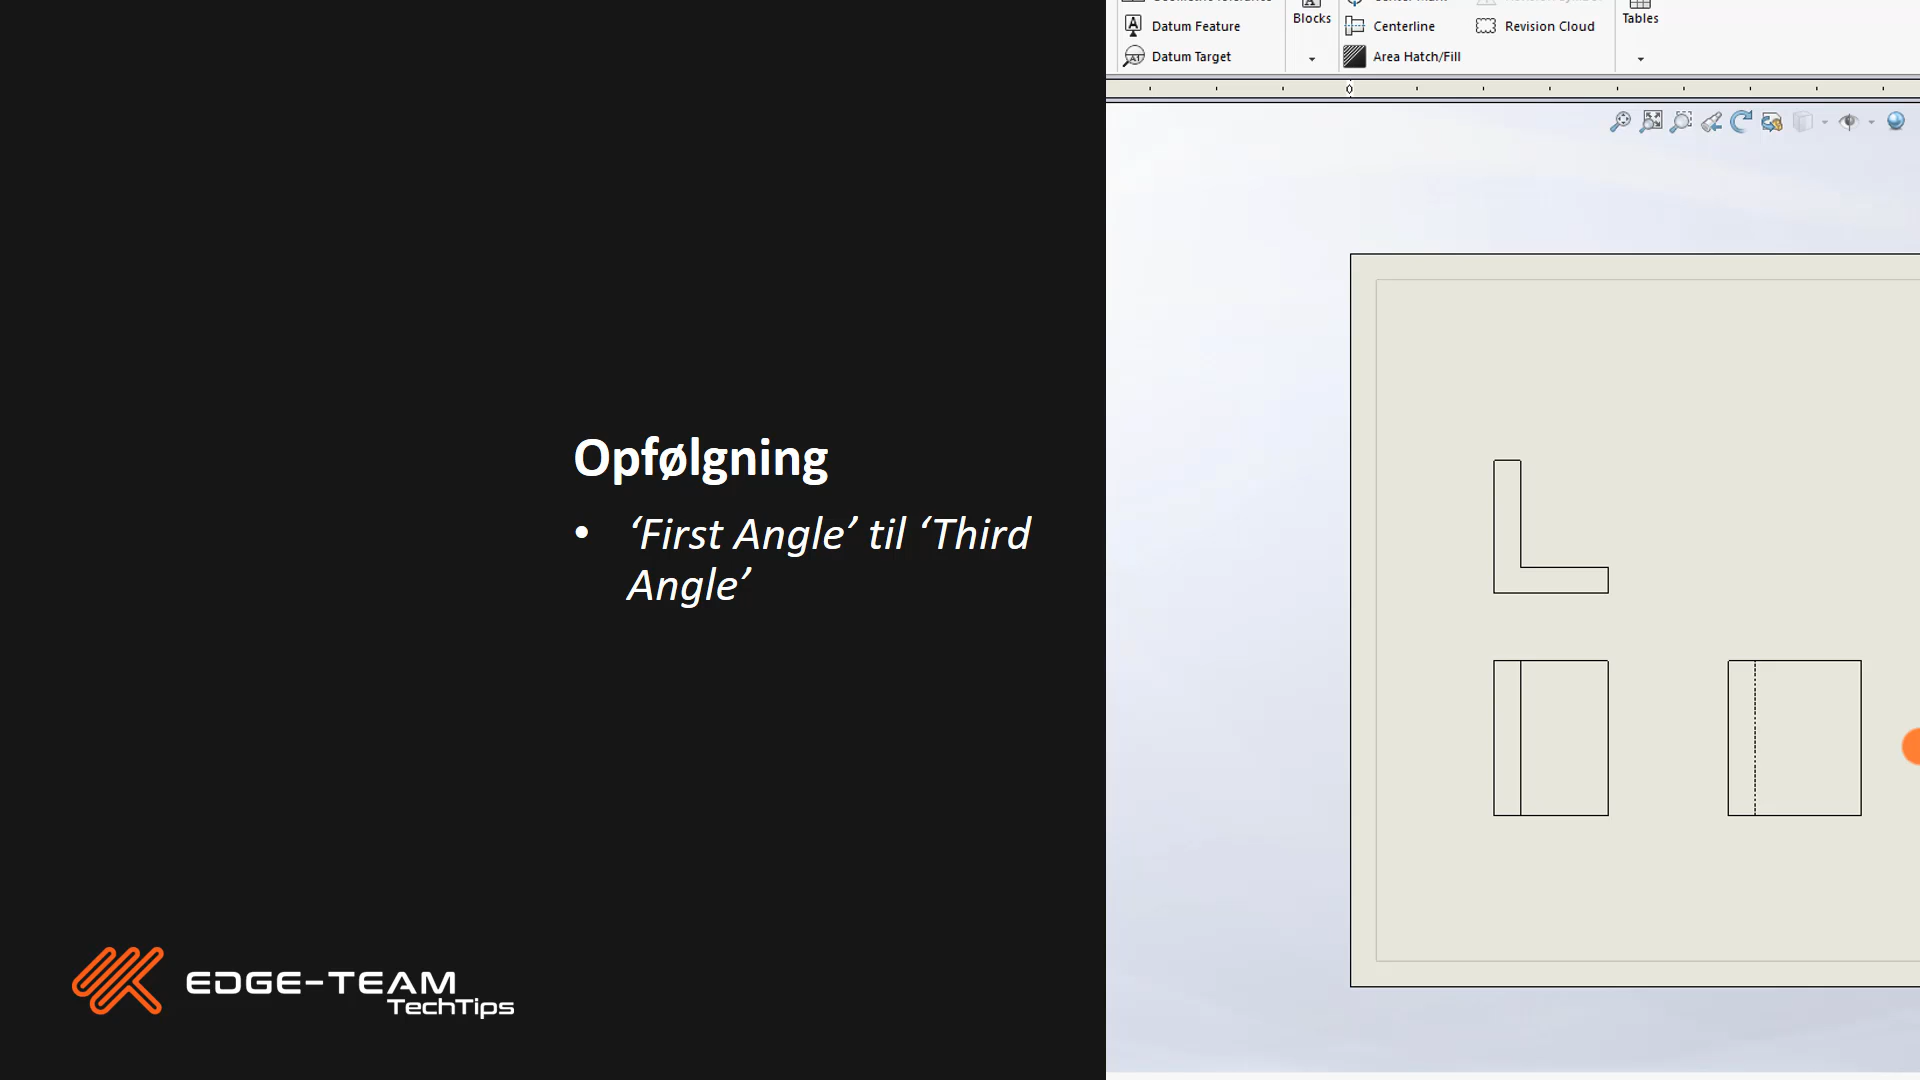 Datum Feature
Datum Target
Blocks
Centerline
Area Hatch/Fill
Revision Cloud
Tables
0
Opfølgning
• ‘First Angle’ til ‘Third
Angle’
EDGE-TEAM
TechTips